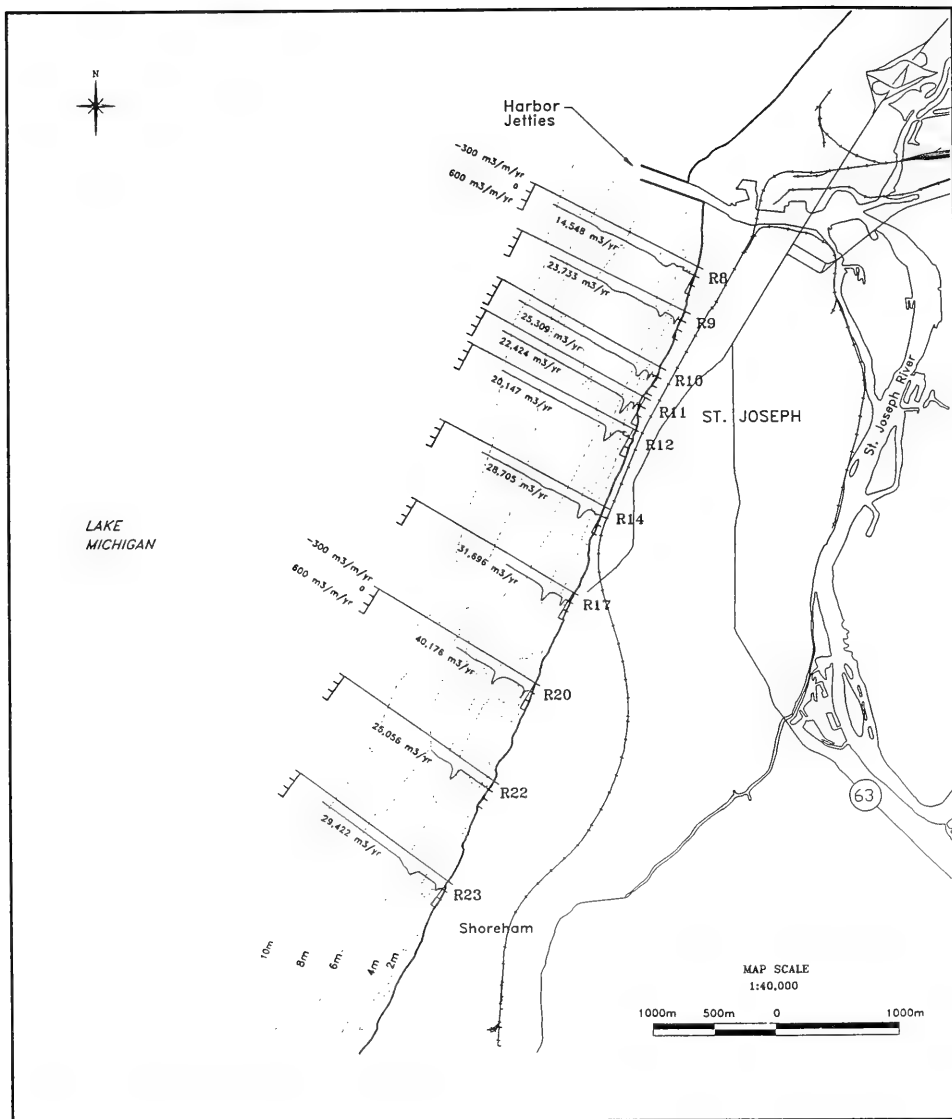 N
Harbor
Jetties
-300 m3/m/yr
0
600 m3/m/yr
14,548 m3/yr
R8
23,733 m3/yr
R9
25,309 m3/yr
R10
22,424 m3/yr
R11
ST. JOSEPH
20,147 m3/yr
R12
St. Joseph River
28,705 m3/yr
R14
LAKE
MICHIGAN
31,696 m3/yr
R17
-300 m3/m/yr
0
600 m3/m/yr
40,176 m3/yr
R20
R22
63
29,422 m3/yr
R23
Shoreham
10m
8m
6m
4m
2m
MAP SCALE
1:40,000
1000m
500m
0
1000m